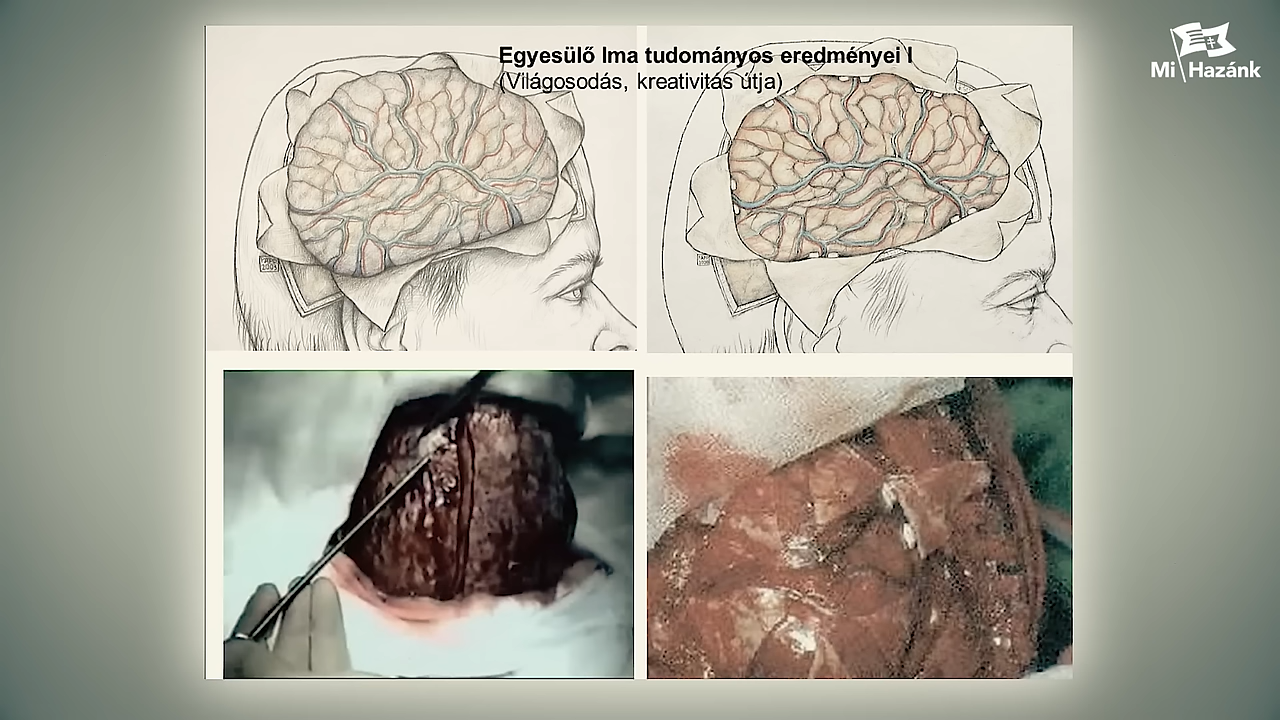 Egyesülő Ima tudományos eredményei I
(Világosodás, kreativitás útja)
Mi Hazánk